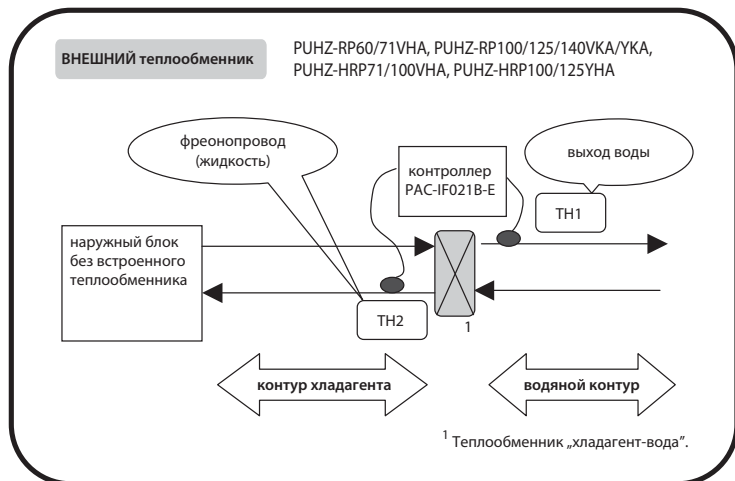 ВНЕШНИЙ теплообменник
PUHZ-RP60/71VHA, PUHZ-RP100/125/140VKA/YKA,
PUHZ-HRP71/100VHA, PUHZ-HRP100/125YHA
фреонопровод
(жидкость)
контроллер
PAC-IF021B-E
выход воды
TH1
наружный блок
без встроенного
теплообменника
TH2
1
контур хладагента
водяной контур
1 Теплообменник „хладагент-вода”.